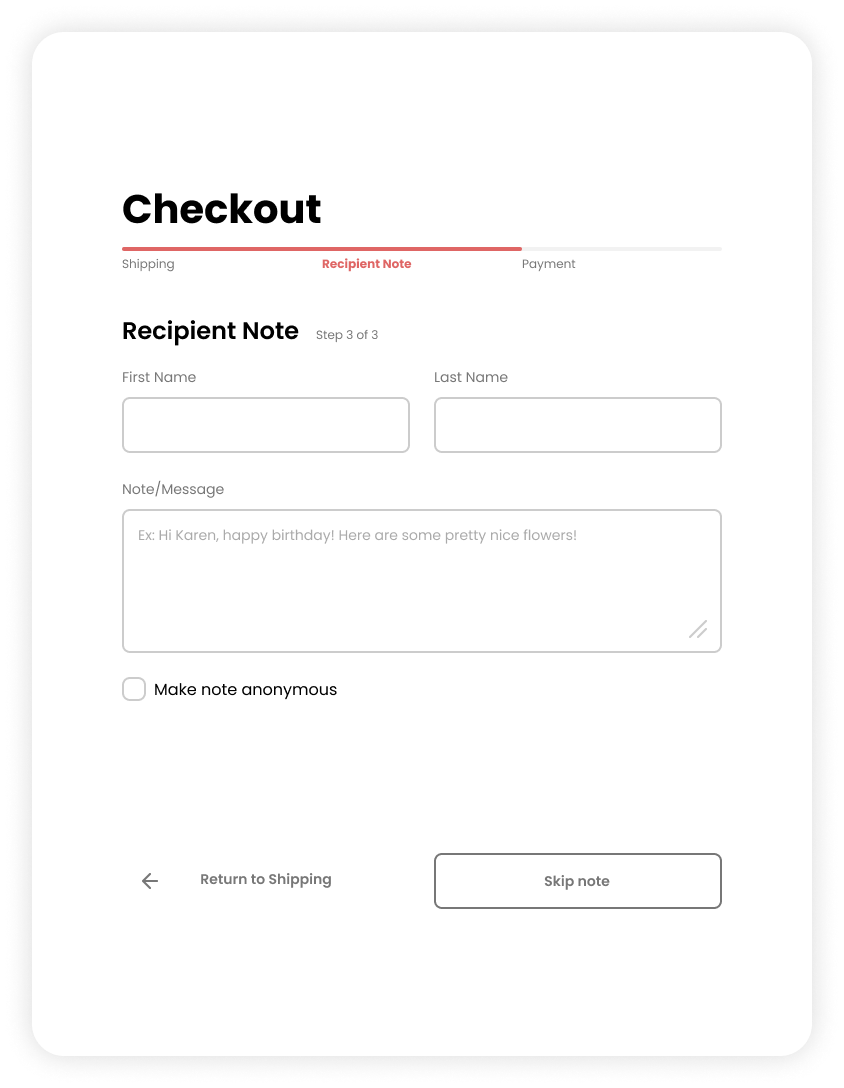 Checkout
Shipping Recipient Note Payment
Recipient Note Step 3 of 3
First Name Last Name
Note/Message
Ex: Hi Karen, happy birthday! Here are some pretty nice flowers!
Make note anonymous
Return to Shipping Skip note